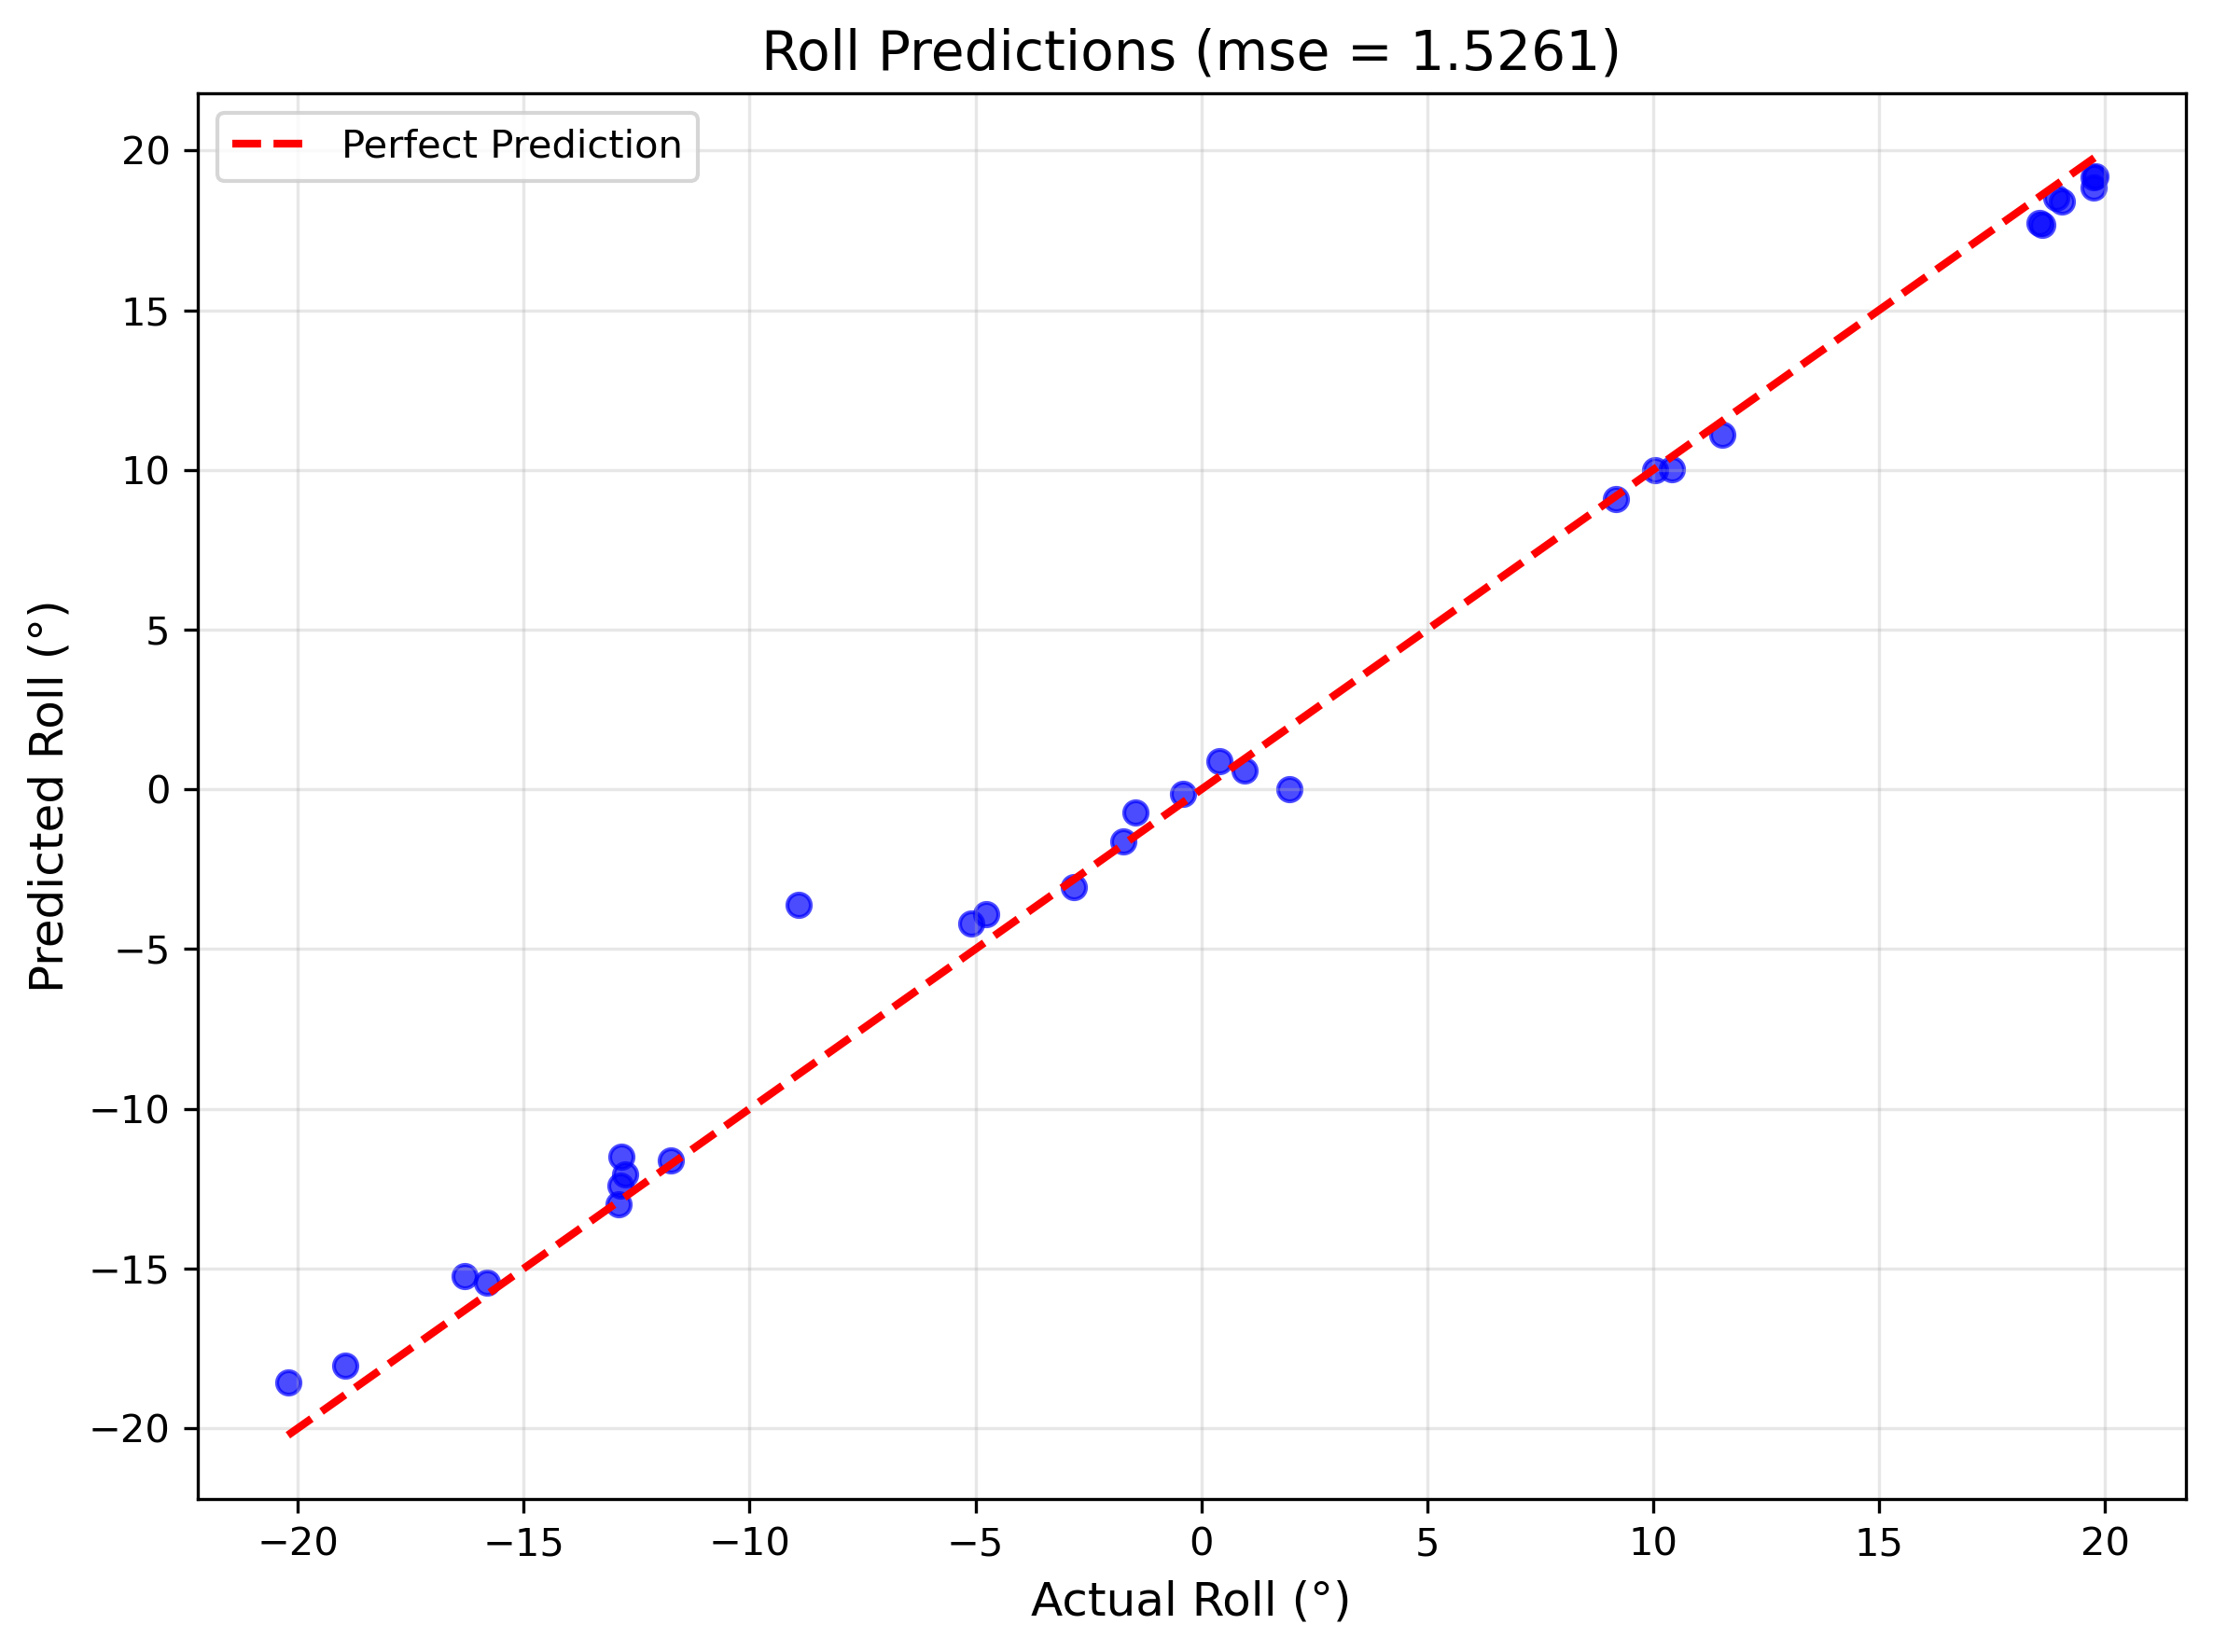 Roll Predictions (mse = 1.5261)
Perfect Prediction
20
15
10
5
0
−5
−10
−15
−20
Predicted Roll (°)
−20 −15 −10 −5 0 5 10 15 20
Actual Roll (°)